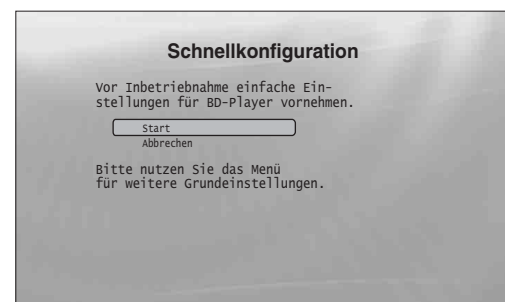 Schnellkonfiguration
Vor Inbetriebnahme einfache Ein-
stellungen für BD-Player vornehmen.
Start
Abbrechen
Bitte nutzen Sie das Menü
für weitere Grundeinstellungen.